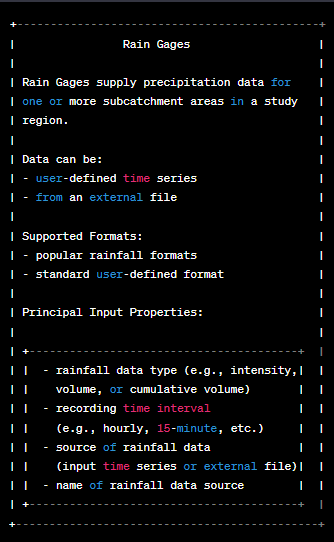 Rain Gages
Rain Gages supply precipitation data for
one or more subcatchment areas in a study
region.
Data can be:
- user-defined time series
- from an external file
Supported Formats:
- popular rainfall formats
- standard user-defined format
Principal Input Properties:
- rainfall data type (e.g., intensity,
volume, or cumulative volume)
- recording time interval
(e.g., hourly, 15-minute, etc.)
- source of rainfall data
(input time series or external file)
- name of rainfall data source